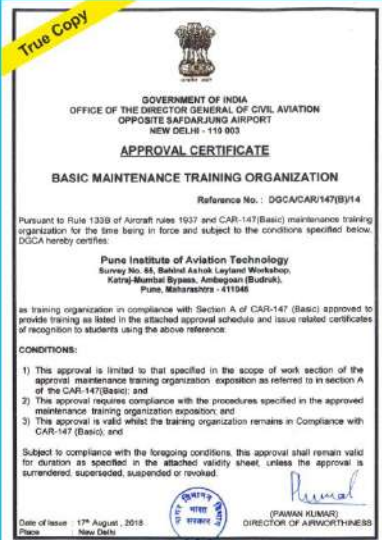 True Copy
GOVERNMENT OF INDIA
OFFICE OF THE DIRECTOR GENERAL OF CIVIL AVIATION
OPPOSITE SAFDARJUNG AIRPORT
NEW DELHI - 110 003
APPROVAL CERTIFICATE
BASIC MAINTENANCE TRAINING ORGANIZATION
Reference No. : DGCA/CAR/147(B)/14
Pursuant to Rule 133B of Aircraft rules 1937 and CAR-147(Basic) maintenance training
organization for the time being in force and subject to the conditions specified below,
DGCA hereby certifies:
Pune Institute of Aviation Technology
Survey No. 85, Behind Ashok Leyland Workshop,
Katraj-Mumbai Bypass, Ambegoan (Budruk),
Pune, Maharashtra - 411046
as training organization in compliance with Section A of CAR-147 (Basic) approved to
provide training as listed in the attached approval schedule and issue related certificates
of recognition to students using the above reference.
CONDITIONS:
1) This approval is limited to that specified in the scope of work section of the
approval maintenance training organization exposition as referred to in section A
of the CAR-147(Basic); and
2) This approval requires compliance with the procedures specified in the approved
maintenance training organization exposition; and
3) This approval is valid whilst the training organization remains in Compliance with
CAR-147 (Basic); and
Subject to compliance with the foregoing conditions, this approval shall remain valid
for duration as specified in the attached validity sheet, unless the approval is
surrendered, superseded, suspended or revoked.
भारत
सरकार
(PAWAN KUMAR)
Date of issue : 17th August , 2018
DIRECTOR OF AIRWORTHINESS
Place : New Delhi